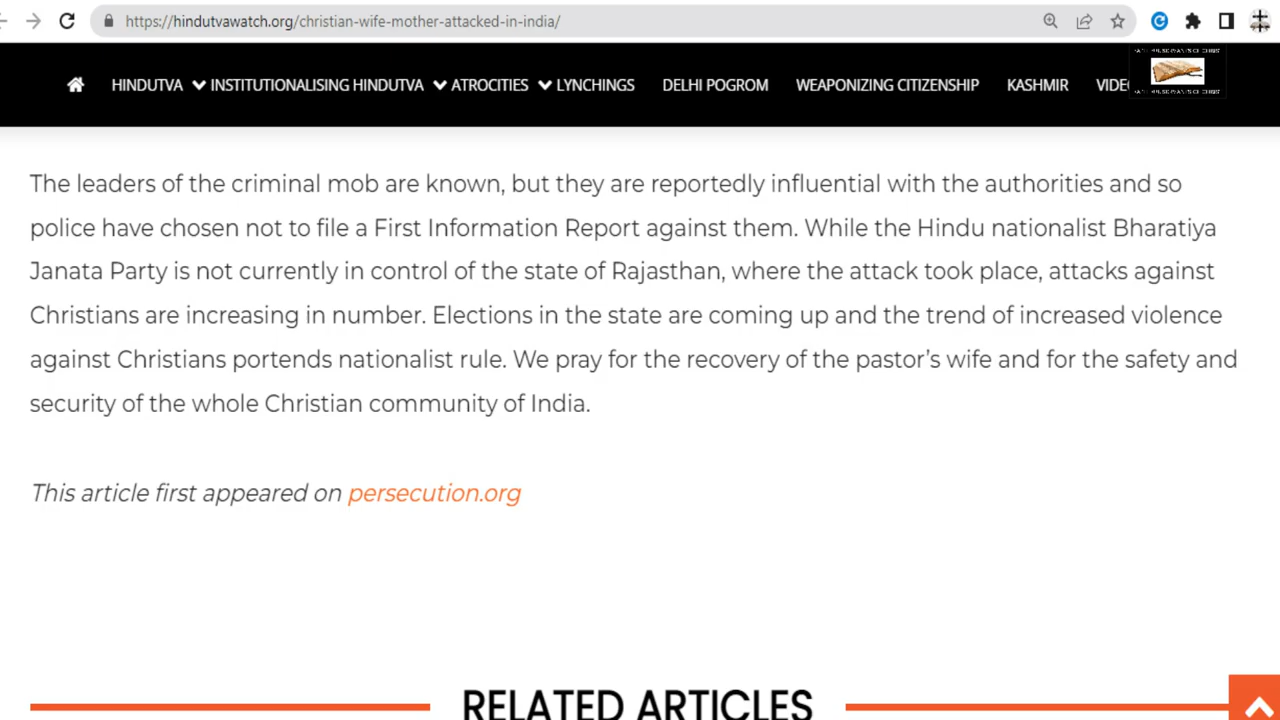 https://hindutvawatch.org/christian-wife-mother-attacked-in-india/
HINDUTVA INSTITUTIONALISING HINDUTVA ATROCITIES LYNCHINGS DELHI POGROM WEAPONIZING CITIZENSHIP KASHMIR VIDE
The leaders of the criminal mob are known, but they are reportedly influential with the authorities and so
police have chosen not to file a First Information Report against them. While the Hindu nationalist Bharatiya
Janata Party is not currently in control of the state of Rajasthan, where the attack took place, attacks against
Christians are increasing in number. Elections in the state are coming up and the trend of increased violence
against Christians portends nationalist rule. We pray for the recovery of the pastor's wife and for the safety and
security of the whole Christian community of India.
This article first appeared on persecution.org
RELATED ARTICLES